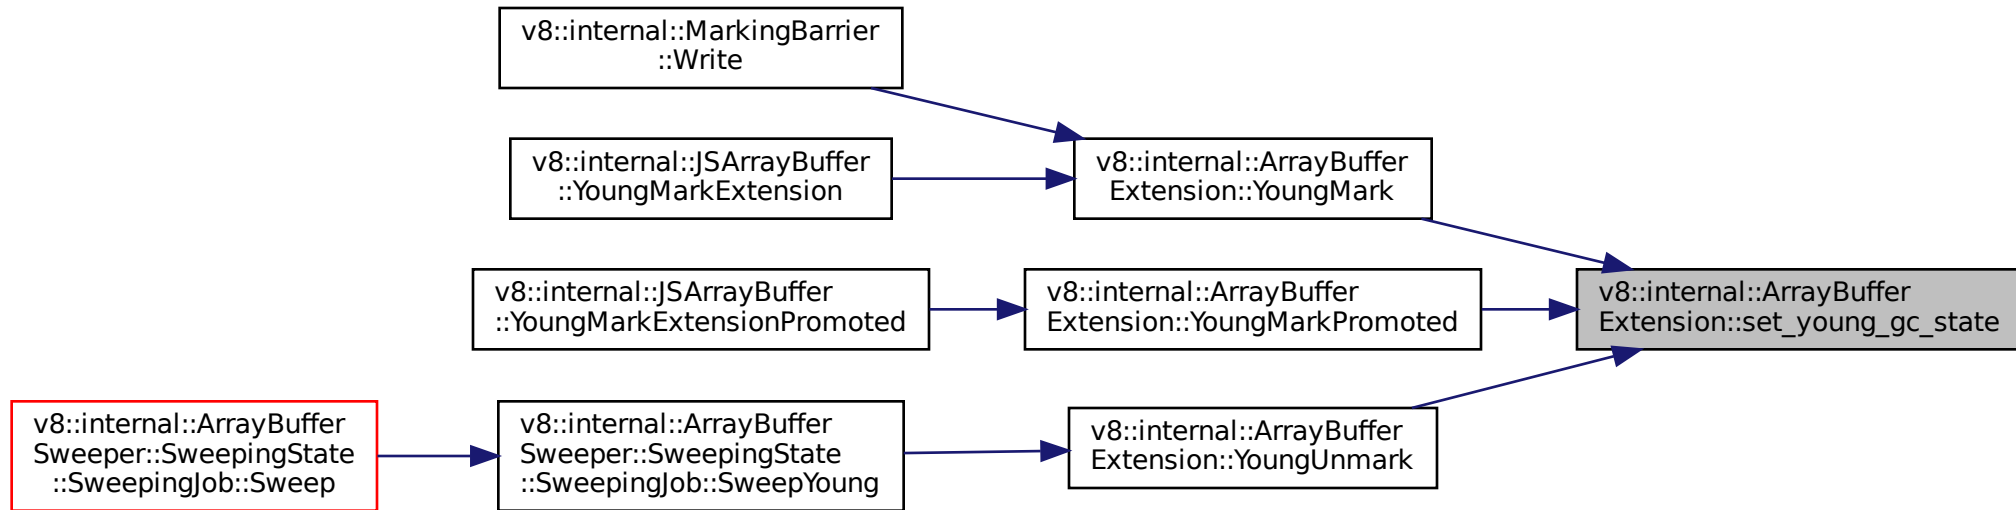 v8::internal::MarkingBarrier
::Write
v8::internal::JSArrayBuffer
::YoungMarkExtension
v8::internal::ArrayBuffer
Extension::YoungMark
v8::internal::JSArrayBuffer
::YoungMarkExtensionPromoted
v8::internal::ArrayBuffer
Extension::YoungMarkPromoted
v8::internal::ArrayBuffer
Extension::set_young_gc_state
v8::internal::ArrayBuffer
Sweeper::SweepingState
::SweepingJob::Sweep
v8::internal::ArrayBuffer
Sweeper::SweepingState
::SweepingJob::SweepYoung
v8::internal::ArrayBuffer
Extension::YoungUnmark